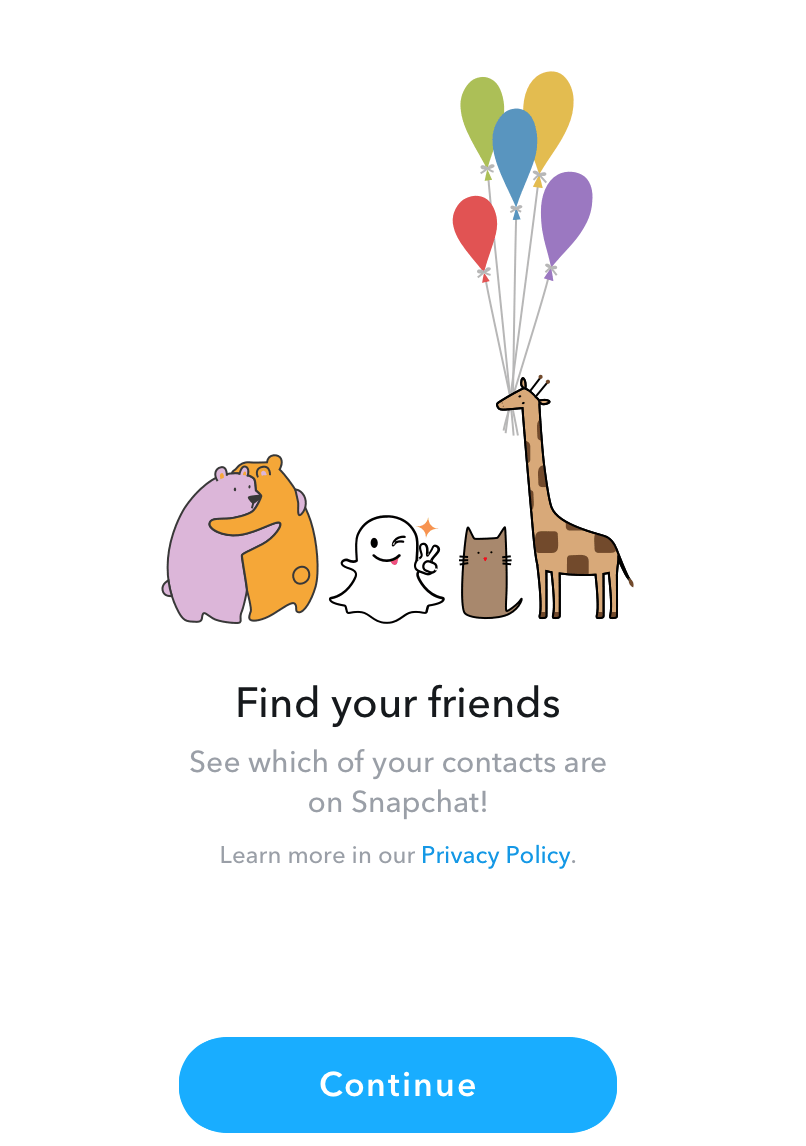 Find your friends
See which of your contacts are
on Snapchat!
Learn more in our Privacy Policy.
Continue